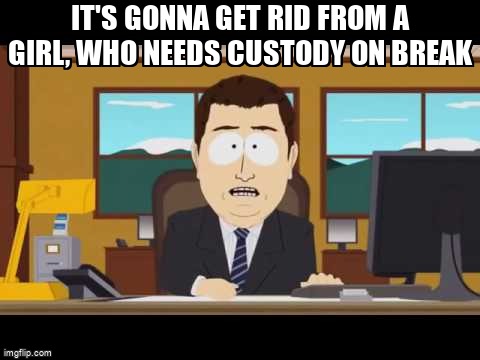 IT'S GONNA GET RID FROM A
GIRL, WHO NEEDS CUSTODY ON BREAK
imgflip.com